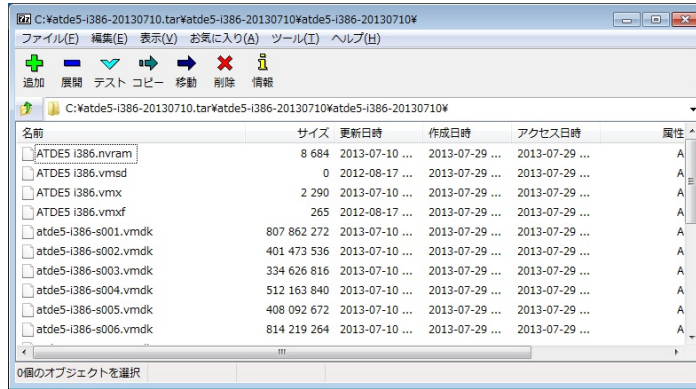 C:¥atde5-i386-20130710.tar¥atde5-i386-20130710¥atde5-i386-20130710¥
ファイル(F) 編集(E) 表示(V) お気に入り(A) ツール(T) ヘルプ(H)
追加 展開 テスト コピー 移動 削除 情報
C:¥atde5-i386-20130710.tar¥atde5-i386-20130710¥atde5-i386-20130710¥
名前 サイズ 更新日時 作成日時 アクセス日時 属性
ATDE5 i386.nvram 8 684 2013-07-10 ... 2013-07-29 ... 2013-07-29 ... A
ATDE5 i386.vmsd 0 2012-08-17 ... 2013-07-29 ... 2013-07-29 ... A
ATDE5 i386.vmx 2 290 2013-07-10 ... 2013-07-29 ... 2013-07-29 ... A
ATDE5 i386.vmxf 265 2012-08-17 ... 2013-07-29 ... 2013-07-29 ... A
atde5-i386-s001.vmdk 807 862 272 2013-07-10 ... 2013-07-29 ... 2013-07-29 ... A
atde5-i386-s002.vmdk 401 473 536 2013-07-10 ... 2013-07-29 ... 2013-07-29 ... A
atde5-i386-s003.vmdk 334 626 816 2013-07-10 ... 2013-07-29 ... 2013-07-29 ... A
atde5-i386-s004.vmdk 512 163 840 2013-07-10 ... 2013-07-29 ... 2013-07-29 ... A
atde5-i386-s005.vmdk 408 092 672 2013-07-10 ... 2013-07-29 ... 2013-07-29 ... A
atde5-i386-s006.vmdk 814 219 264 2013-07-10 ... 2013-07-29 ... 2013-07-29 ... A
0個のオブジェクトを選択